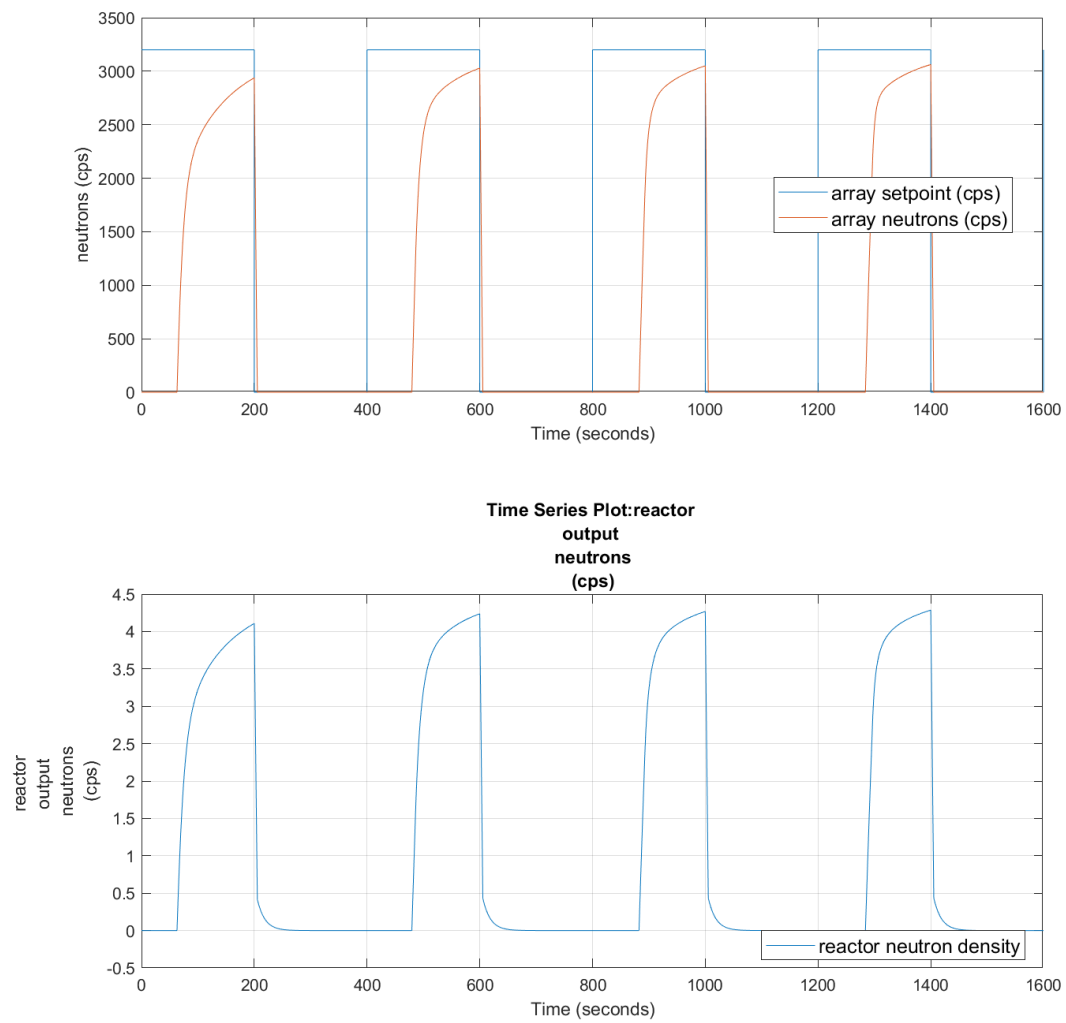 3500
3000
2500
2000
1500
1000
500
0
neutrons (cps)
array setpoint (cps)
array neutrons (cps)
0 200 400 600 800 1000 1200 1400 1600
Time (seconds)
Time Series Plot:reactor
output
neutrons
(cps)
4.5
4
3.5
3
2.5
2
1.5
1
0.5
0
-0.5
reactor
output
neutrons
(cps)
reactor neutron density
0 200 400 600 800 1000 1200 1400 1600
Time (seconds)